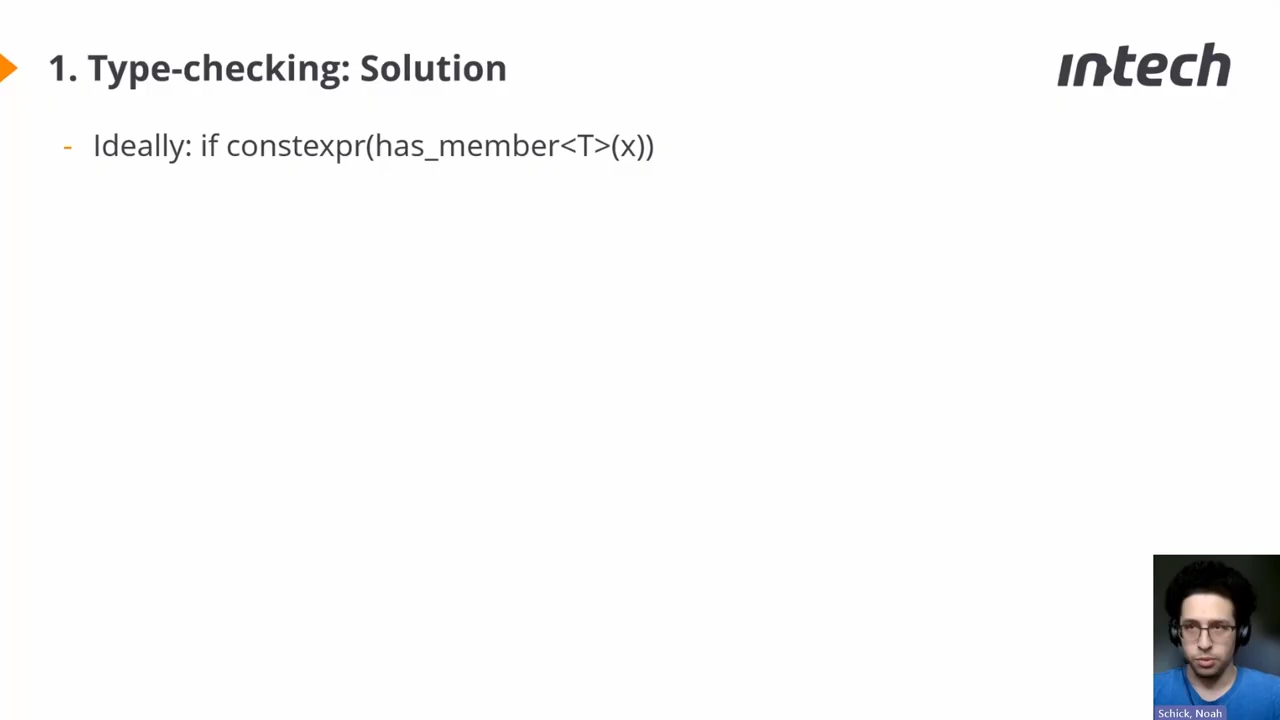 1. Type-checking: Solution
intech
- Ideally: if constexpr(has_member<T>(x))
Schick, Noah